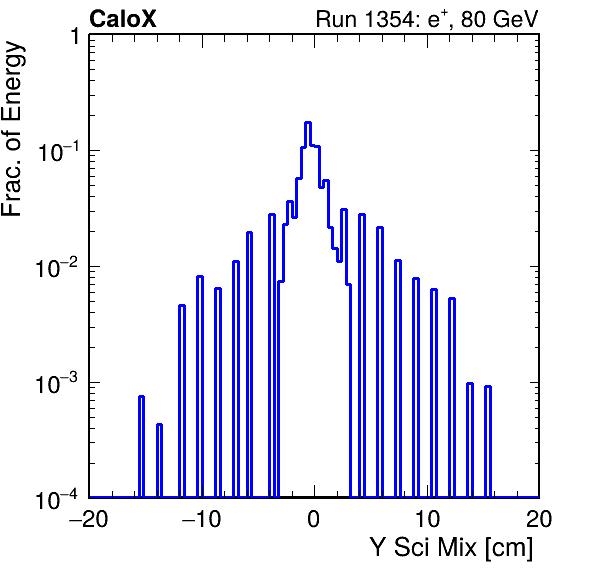 CaloX Run 1354: e⁺, 80 GeV
Frac. of Energy
1
10⁻¹
10⁻²
10⁻³
10⁻⁴
−20 −10 0 10 20
Y Sci Mix [cm]